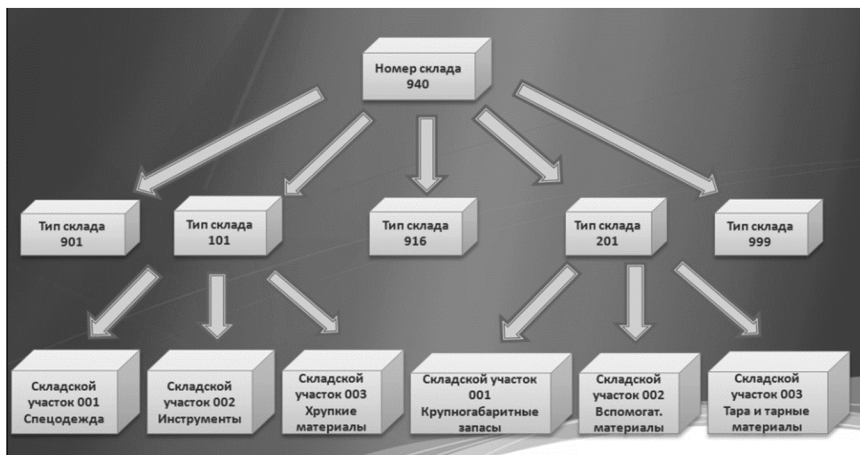 Номер склада
940
Тип склада
901
Тип склада
101
Тип склада
916
Тип склада
201
Тип склада
999
Складской
участок 001
Спецодежда
Складской
участок 002
Инструменты
Складской
участок 003
Хрупкие
материалы
Складской участок
001
Крупногабаритные
запасы
Складской
участок 002
Вспомогат.
материалы
Складской
участок 003
Тара и тарные
материалы